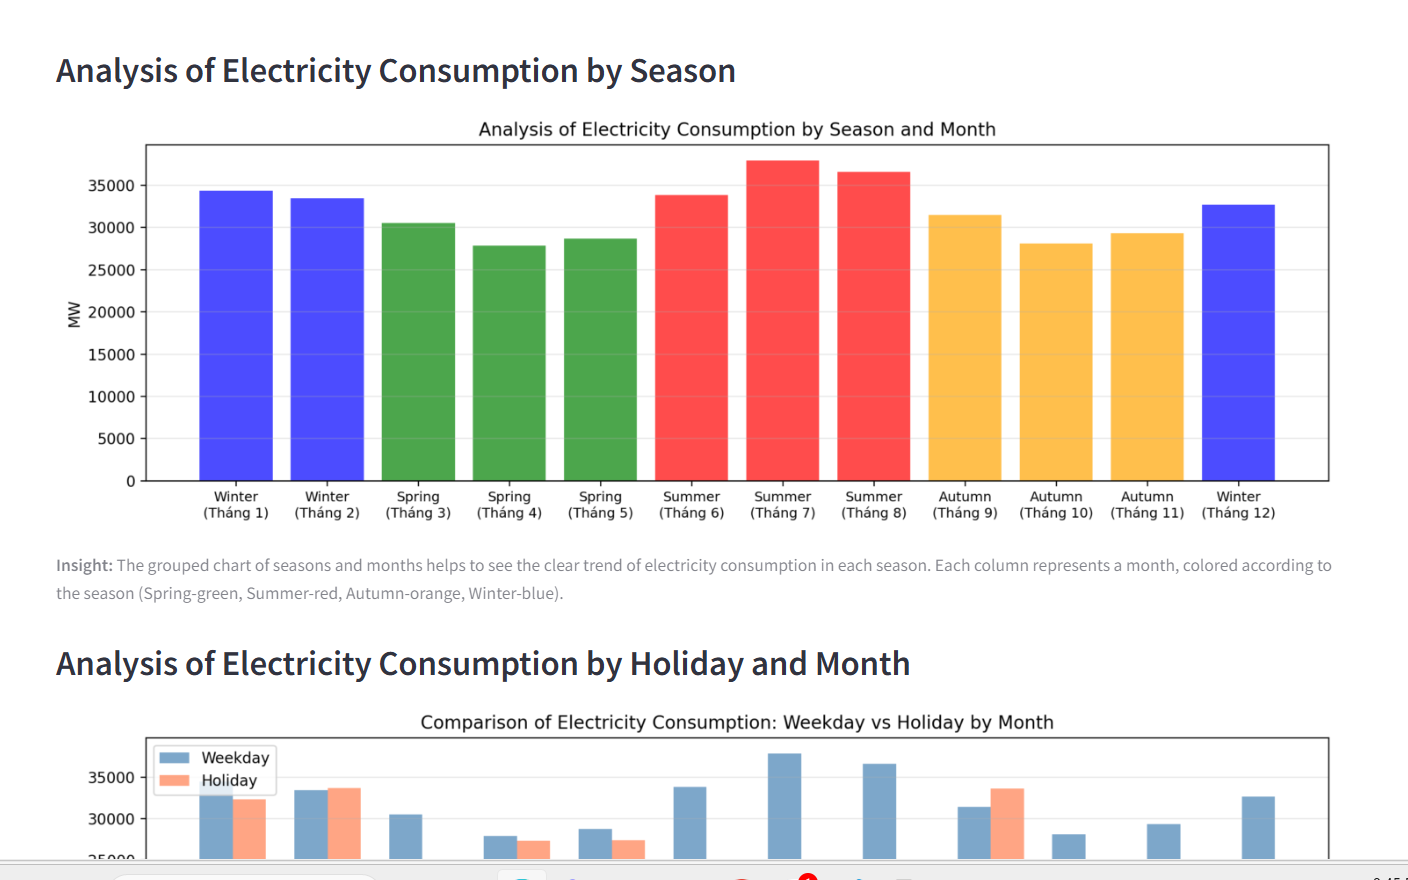 Analysis of Electricity Consumption by Season
Analysis of Electricity Consumption by Season and Month
35000
30000
25000
20000
15000
10000
5000
0
MW
Winter
(Tháng 1)
Winter
(Tháng 2)
Spring
(Tháng 3)
Spring
(Tháng 4)
Spring
(Tháng 5)
Summer
(Tháng 6)
Summer
(Tháng 7)
Summer
(Tháng 8)
Autumn
(Tháng 9)
Autumn
(Tháng 10)
Autumn
(Tháng 11)
Winter
(Tháng 12)
Insight: The grouped chart of seasons and months helps to see the clear trend of electricity consumption in each season. Each column represents a month, colored according to
the season (Spring-green, Summer-red, Autumn-orange, Winter-blue).
Analysis of Electricity Consumption by Holiday and Month
Comparison of Electricity Consumption: Weekday vs Holiday by Month
Weekday
Holiday
35000
30000